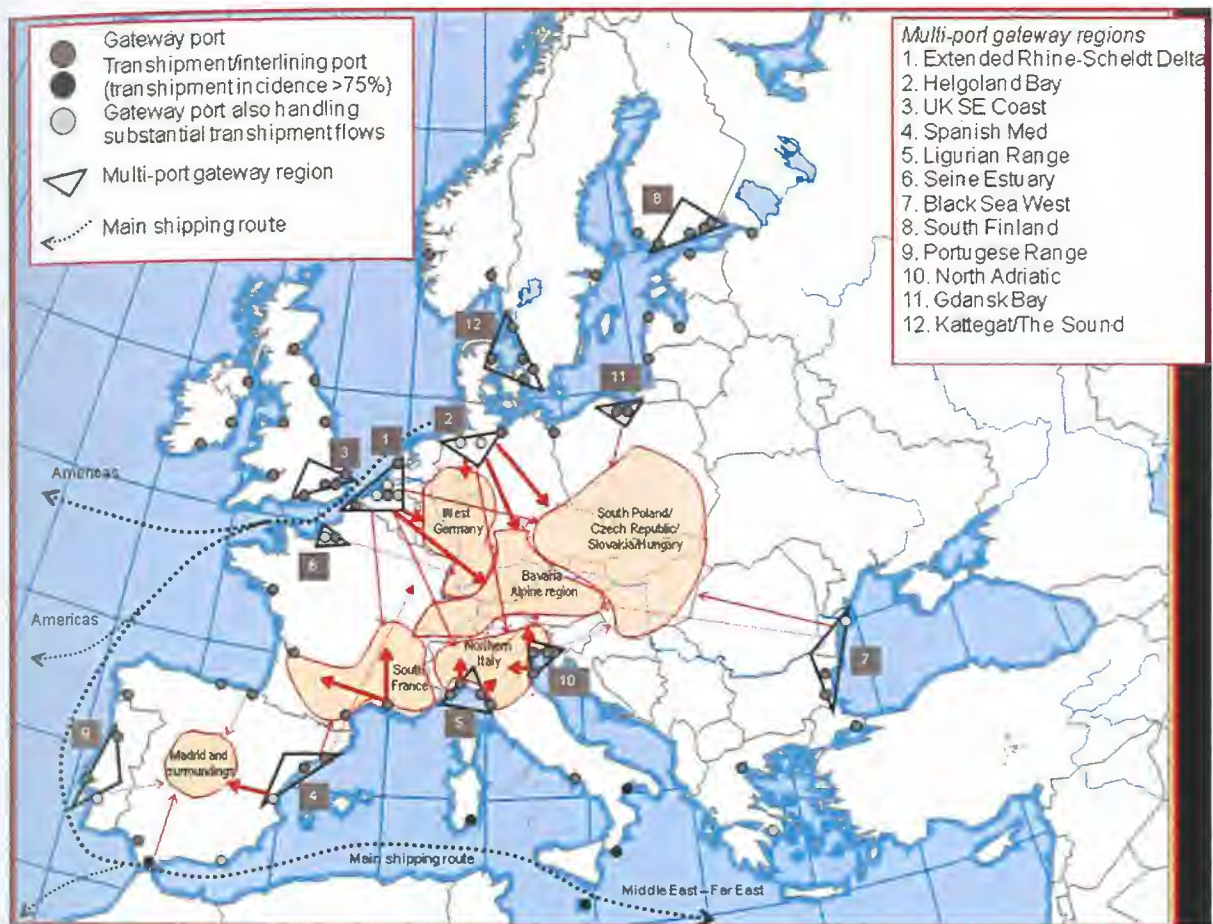 Gateway port
Transhipment/interlining port
(transhipment incidence >75%)
Gateway port also handling
substantial transhipment flows
Multi-port gateway region
Main shipping route
Multi-port gateway regions
1. Extended Rhine-Scheldt Delta
2. Helgoland Bay
3. UK SE Coast
4. Spanish Med
5. Ligurian Range
6. Seine Estuary
7. Black Sea West
8. South Finland
9. Portugese Range
10. North Adriatic
11. Gdansk Bay
12. Kattegat/The Sound
8
12
11
2
1
3
Americas
West
Germany
South Poland/
Czech Republic/
Slovakia/Hungary
6
Bavaria
Alpine region
Americas
Northern
Italy
South
France
7
10
5
9
Madrid and
surroundings
4
Main shipping route
Middle East – Far East